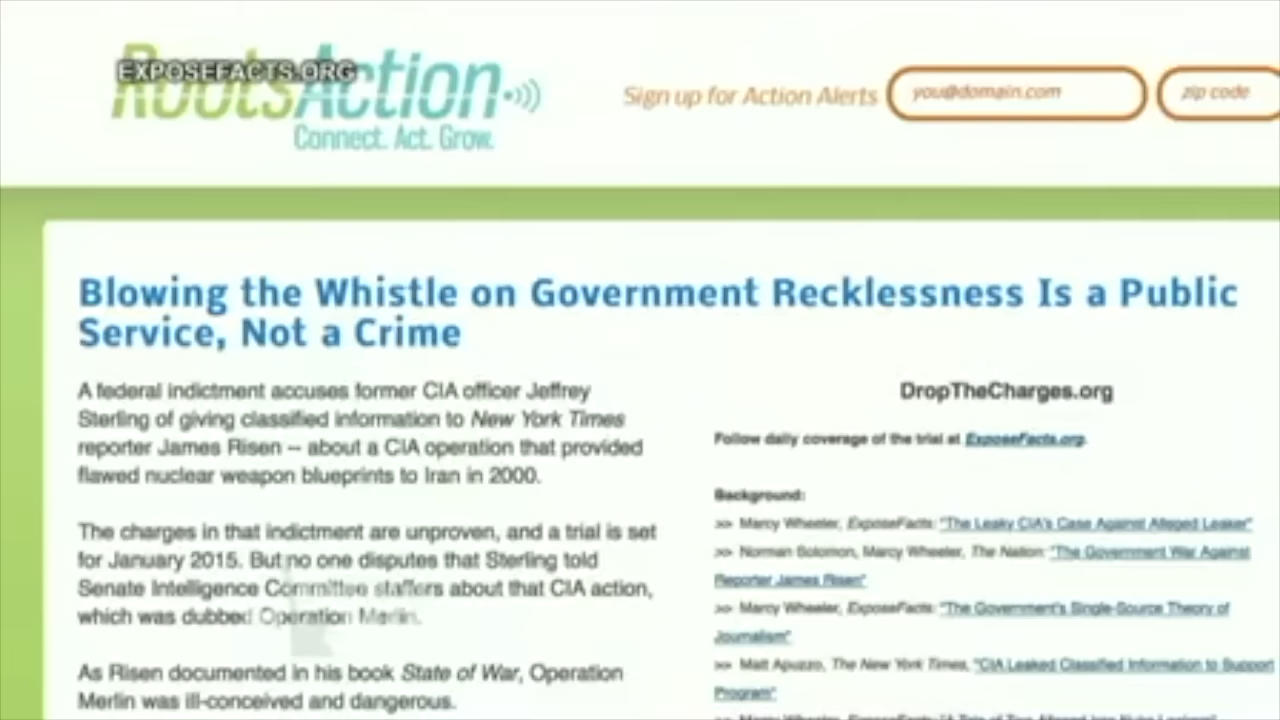 EXPOSEFACTS.ORG
RootsAction
Connect. Act. Grow.
Sign up for Action Alerts
you@domain.com
zip code
Blowing the Whistle on Government Recklessness Is a Public
Service, Not a Crime
A federal indictment accuses former CIA officer Jeffrey
Sterling of giving classified information to New York Times
reporter James Risen -- about a CIA operation that provided
flawed nuclear weapon blueprints to Iran in 2000.
The charges in that indictment are unproven, and a trial is set
for January 2015. But no one disputes that Sterling told
Senate Intelligence Committee staffers about that CIA action,
which was dubbed Operation Merlin.
As Risen documented in his book State of War, Operation
Merlin was ill-conceived and dangerous.
DropTheCharges.org
Follow daily coverage of the trial at ExposeFacts.org.
Background:
>> Marcy Wheeler, ExposeFacts: "The Leaky CIA's Case Against Alleged Leaker"
>> Norman Solomon, Marcy Wheeler, The Nation: "The Government War Against
Reporter James Risen"
>> Marcy Wheeler, ExposeFacts: "The Government's Single-Source Theory of
Journalism"
>> Matt Apuzzo, The New York Times, "CIA Leaked Classified Information to Support
Program"